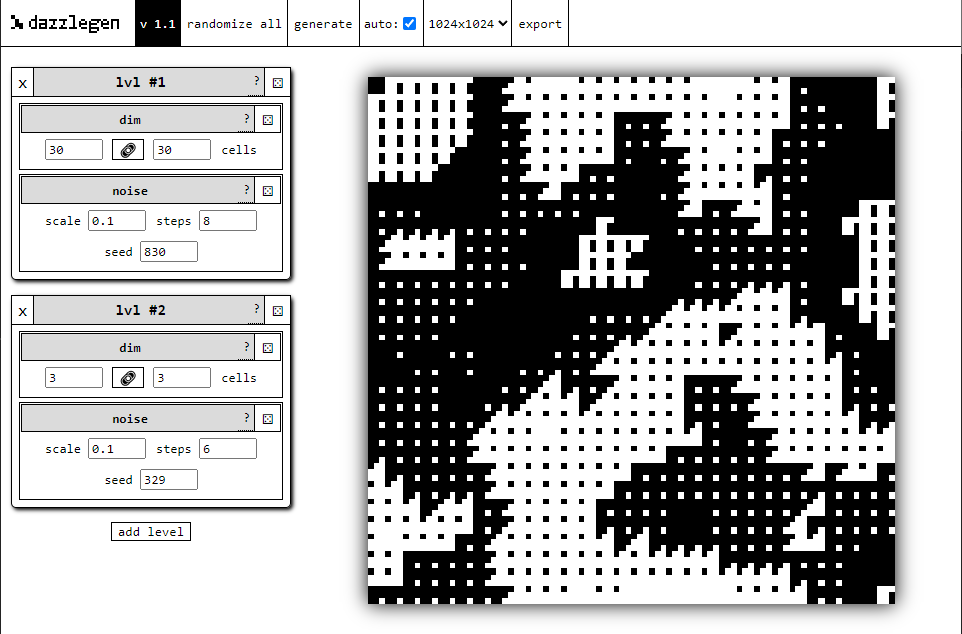 dazzlegen v 1.1 randomize all generate auto: 1024x1024 export
x lvl #1 ?
dim ?
30 30 cells
noise ?
scale 0.1 steps 8
seed 830
x lvl #2 ?
dim ?
3 3 cells
noise ?
scale 0.1 steps 6
seed 329
add level